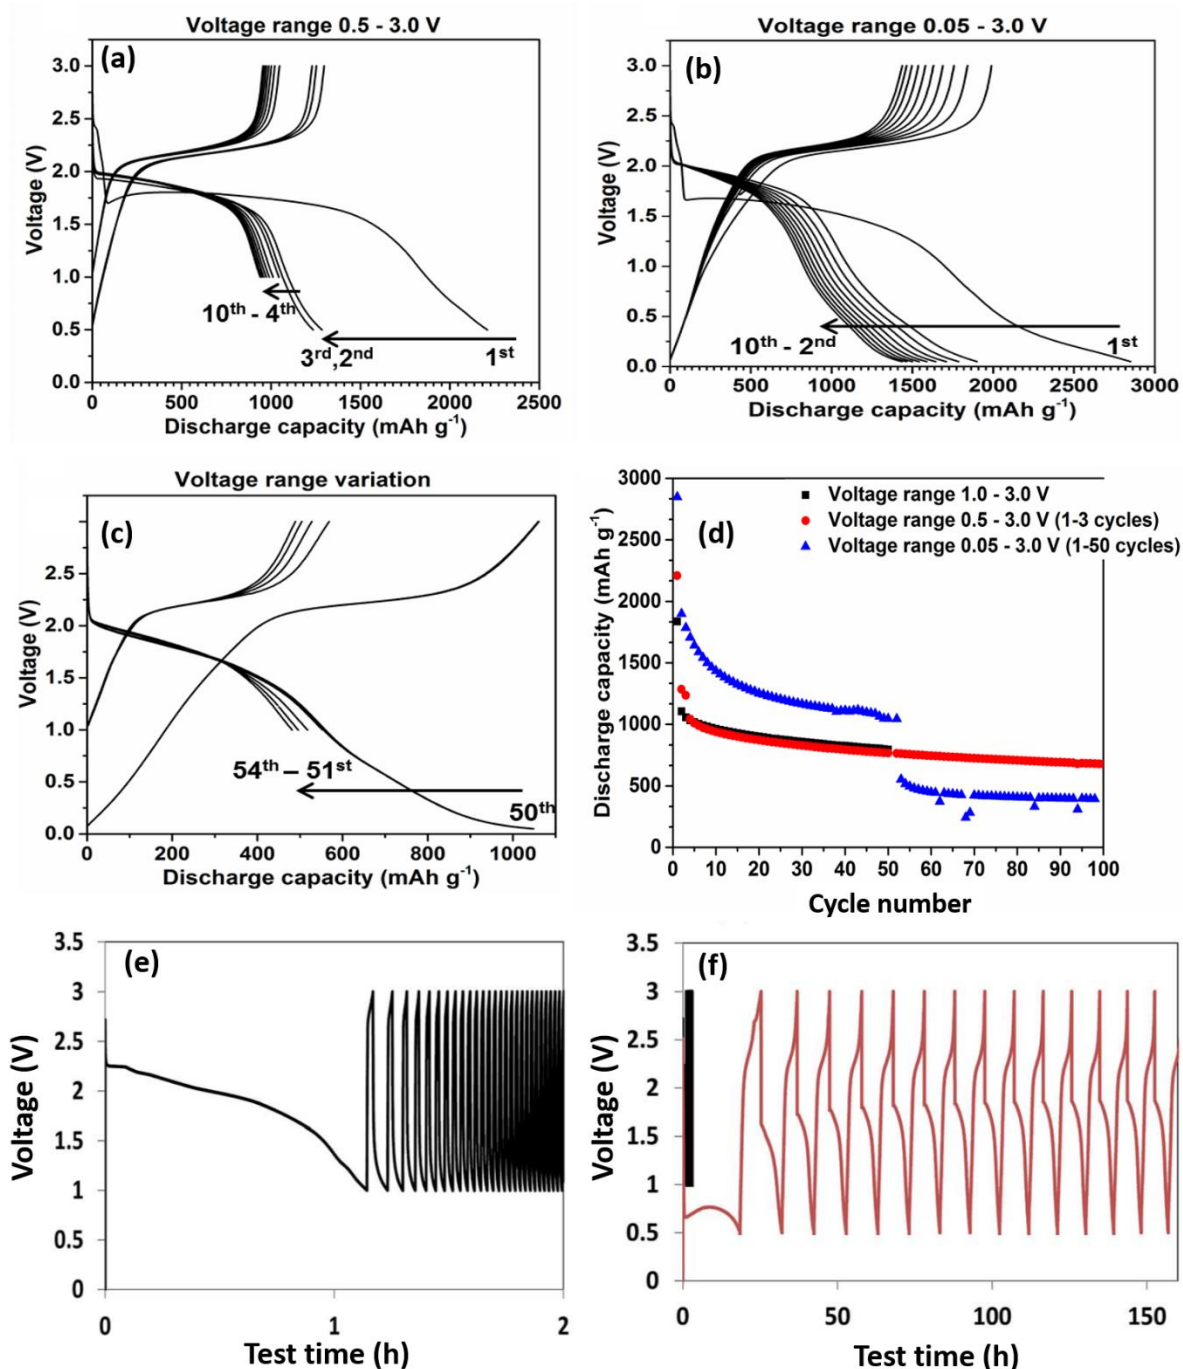 Voltage range 0.5 - 3.0 V
(a)
Voltage (V)
3.0
2.5
2.0
1.5
1.0
0.5
0.0
10th - 4th
3rd,2nd
1st
0 500 1000 1500 2000 2500
Discharge capacity (mAh g-1)
Voltage range 0.05 - 3.0 V
(b)
Voltage (V)
3.0
2.5
2.0
1.5
1.0
0.5
0.0
10th - 2nd
1st
0 500 1000 1500 2000 2500 3000
Discharge capacity (mAh g-1)
Voltage range variation
(c)
Voltage (V)
2.5
2.0
1.5
1.0
0.5
0.0
54th – 51st
50th
0 200 400 600 800 1000
Discharge capacity (mAh g-1)
(d)
Voltage range 1.0 - 3.0 V
Voltage range 0.5 - 3.0 V (1-3 cycles)
Voltage range 0.05 - 3.0 V (1-50 cycles)
Discharge capacity (mAh g-1)
3000
2500
2000
1500
1000
500
0
0 10 20 30 40 50 60 70 80 90 100
Cycle number
(e)
Voltage (V)
3.5
3
2.5
2
1.5
1
0.5
0
0 1 2
Test time (h)
(f)
Voltage (V)
3.5
3
2.5
2
1.5
1
0.5
0
0 50 100 150
Test time (h)